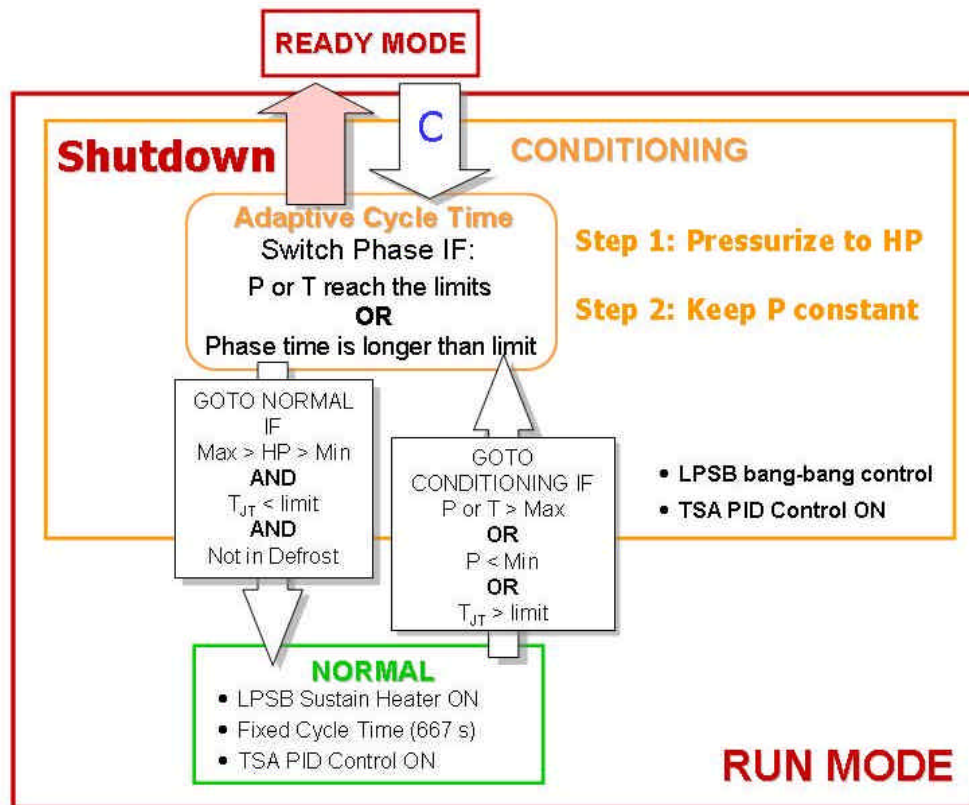 READY MODE
C
Shutdown
CONDITIONING
Adaptive Cycle Time
Switch Phase IF:
P or T reach the limits
OR
Phase time is longer than limit
Step 1: Pressurize to HP
Step 2: Keep P constant
GOTO NORMAL
IF
Max > HP > Min
AND
T_JT < limit
AND
Not in Defrost
GOTO
CONDITIONING IF
P or T > Max
OR
P < Min
OR
T_JT > limit
• LPSB bang-bang control
• TSA PID Control ON
NORMAL
• LPSB Sustain Heater ON
• Fixed Cycle Time (667 s)
• TSA PID Control ON
RUN MODE